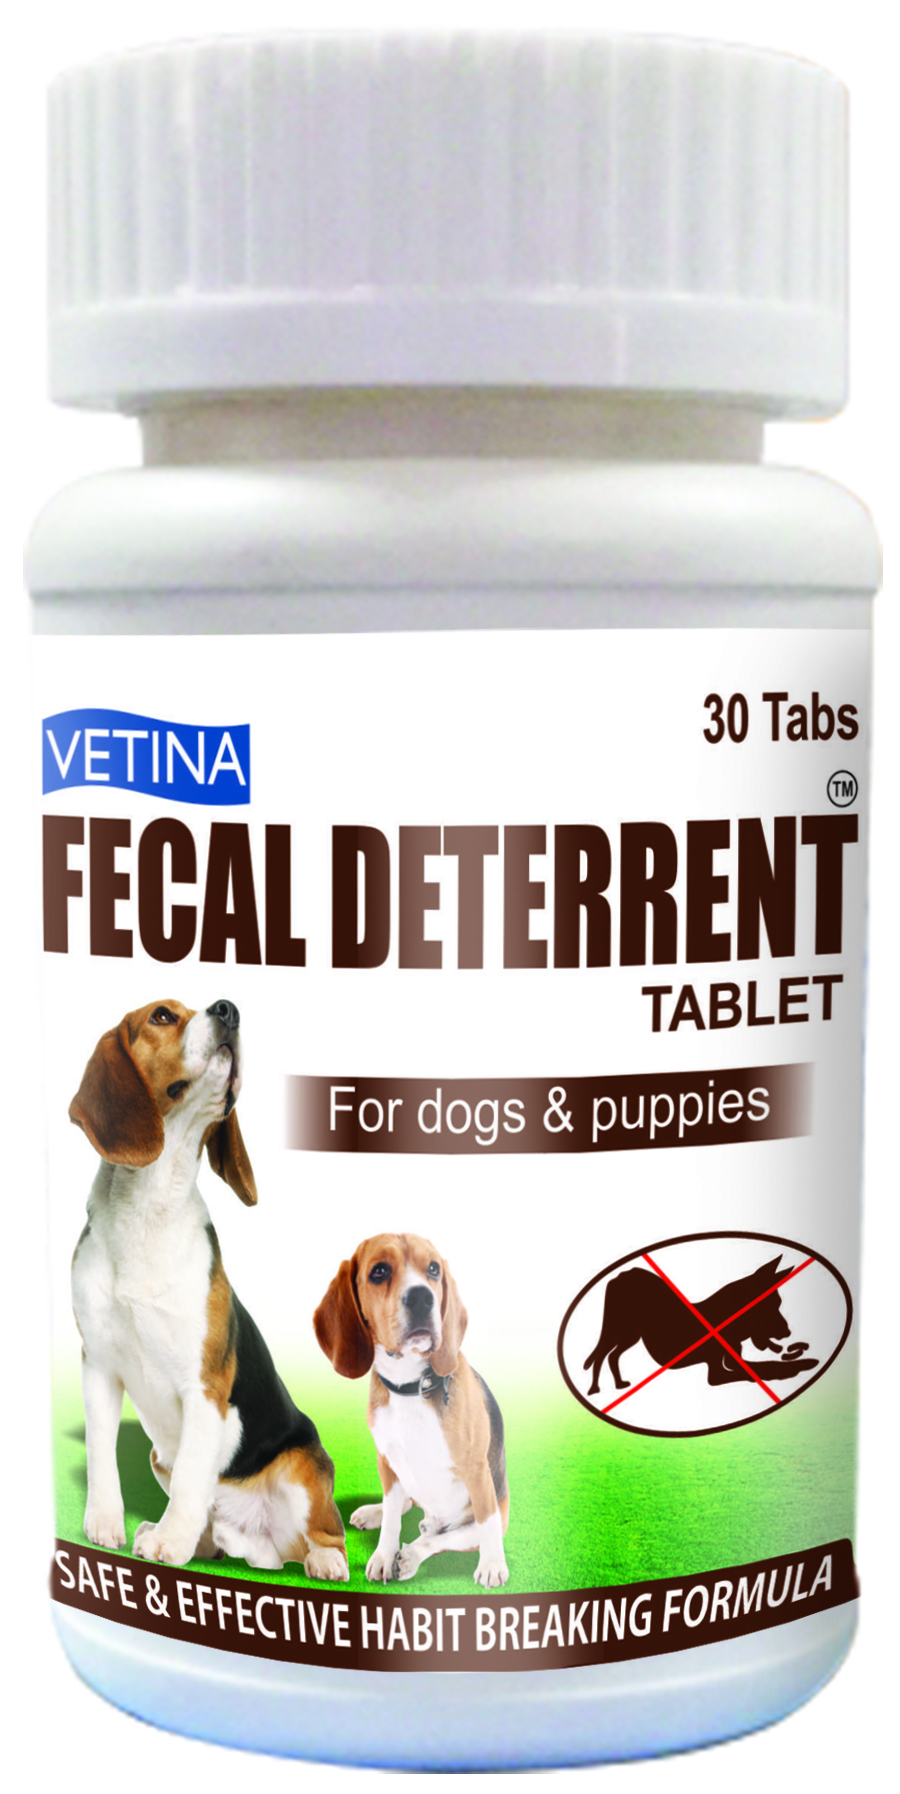 30 Tabs
VETINA
TM
FECAL DETERRENT
TABLET
For dogs & puppies
SAFE & EFFECTIVE HABIT BREAKING FORMULA